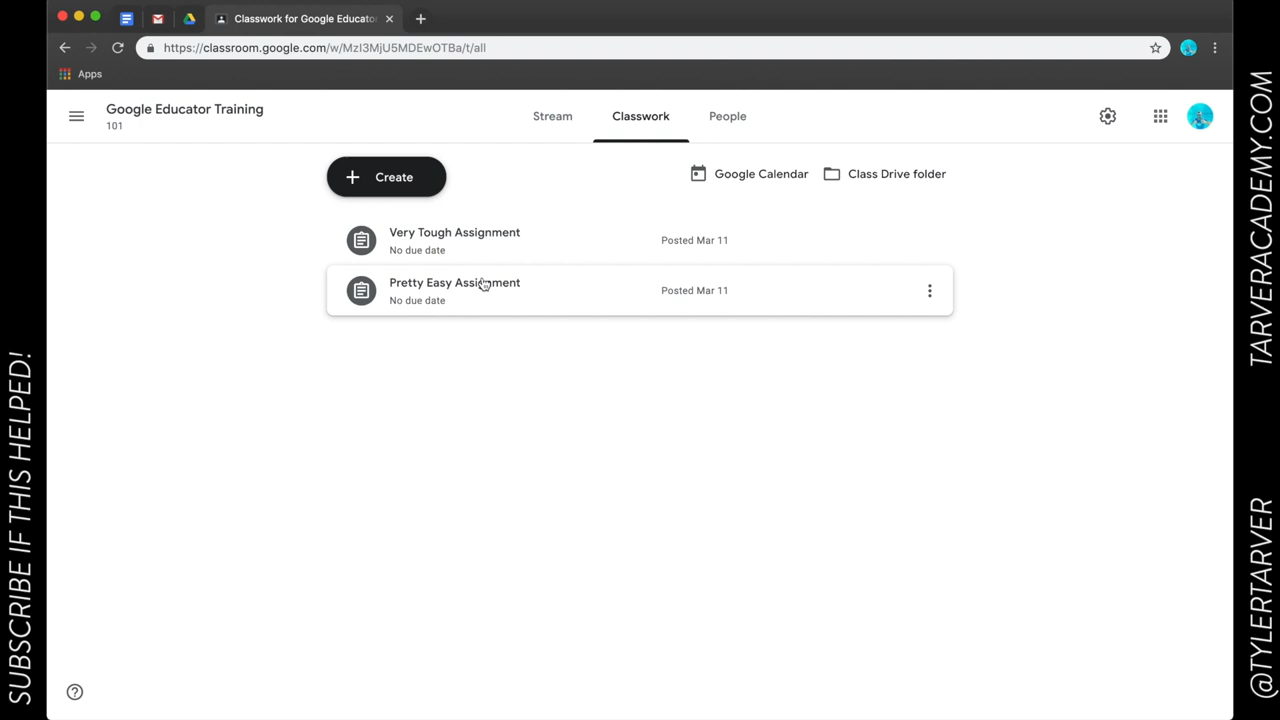 Classwork for Google Educator
https://classroom.google.com/w/MzI3MjU5MDEwOTBa/t/all
Apps
Google Educator Training
101
Stream
Classwork
People
Create
Google Calendar
Class Drive folder
Very Tough Assignment
No due date
Posted Mar 11
Pretty Easy Assignment
No due date
Posted Mar 11
SUBSCRIBE IF THIS HELPED!
TARVERACADEMY.COM
@TYLERTARVER